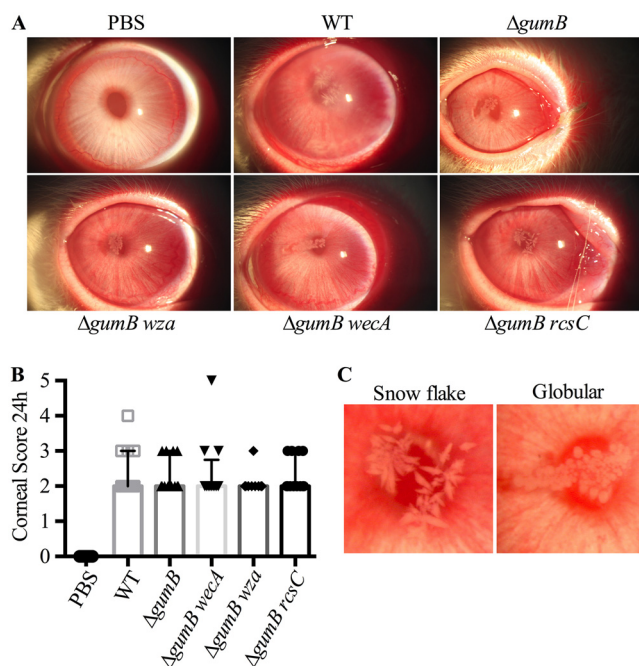 A
PBS
WT
ΔgumB
ΔgumB wza
ΔgumB wecA
ΔgumB rcsC
B
Corneal Score 24h
5
4
3
2
1
0
PBS
WT
ΔgumB
ΔgumB wecA
ΔgumB wza
ΔgumB rcsC
C
Snow flake
Globular